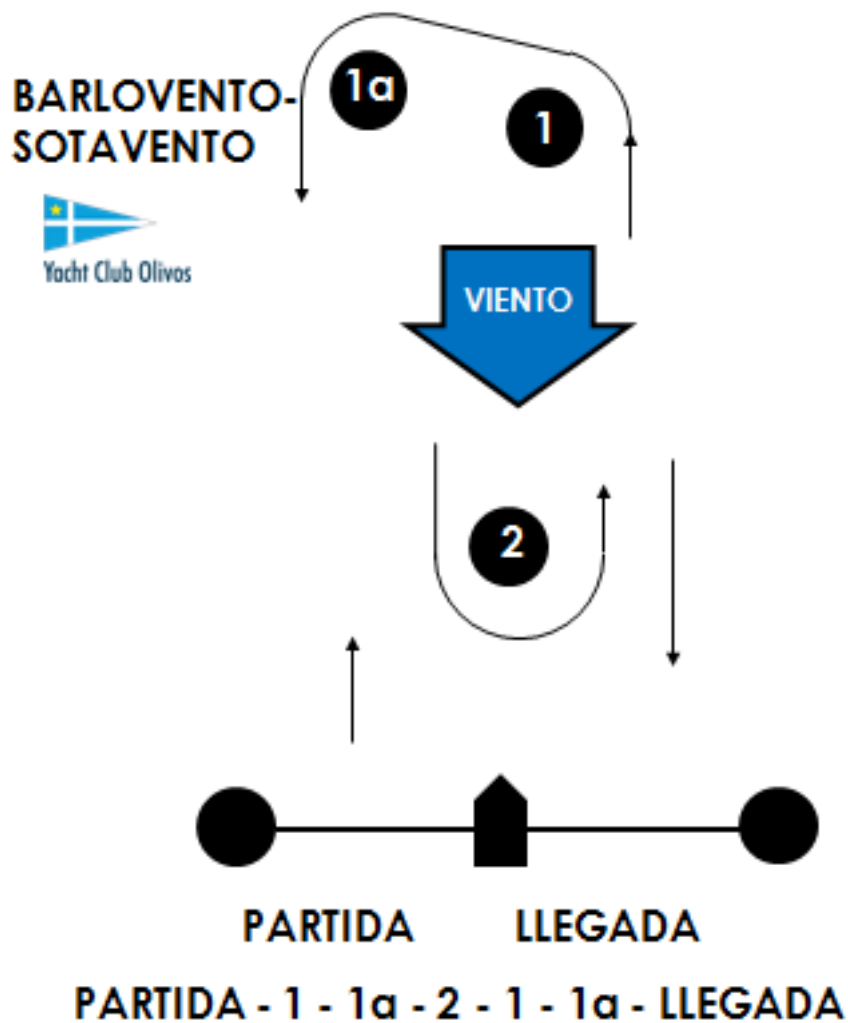 1a
1
BARLOVENTO-
SOTAVENTO
Yacht Club Olivos
VIENTO
2
PARTIDA LLEGADA
PARTIDA - 1 - 1a - 2 - 1 - 1a - LLEGADA